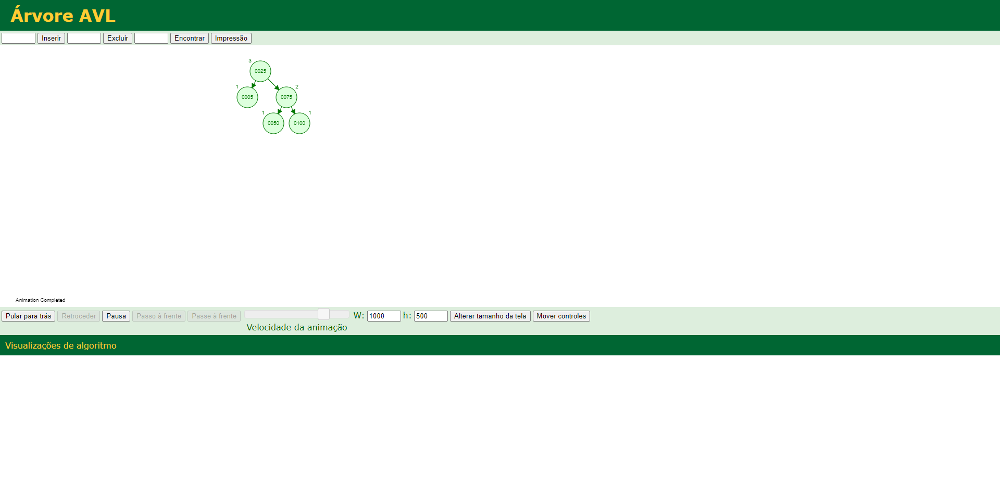 Árvore AVL
Inserir Excluir Encontrar Impressão
3
0025
1 2
0005 0075
1 1
0050 0100
Animation Completed
Pular para trás Retroceder Pausa Passo à frente Passe à frente W: 1000 h: 500 Alterar tamanho da tela Mover controles
Velocidade da animação
Visualizações de algoritmo